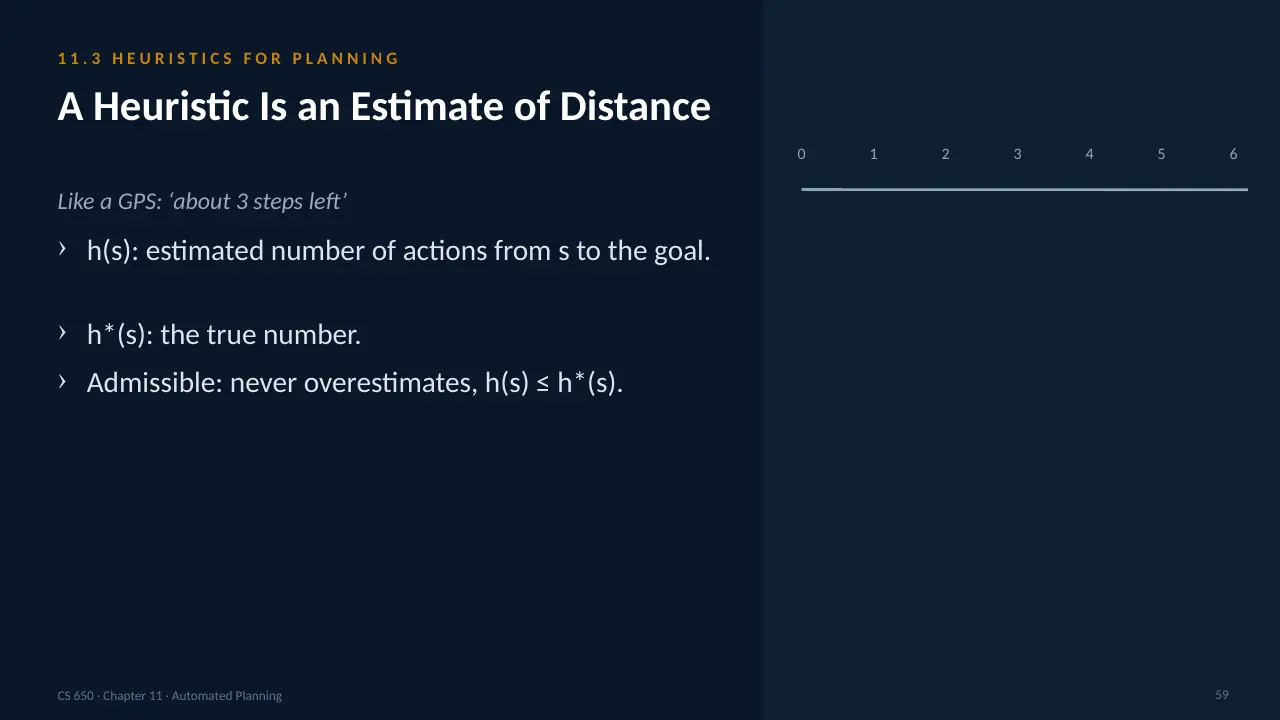 11.3 HEURISTICS FOR PLANNING
A Heuristic Is an Estimate of Distance
Like a GPS: ‘about 3 steps left’
› h(s): estimated number of actions from s to the goal.
› h*(s): the true number.
› Admissible: never overestimates, h(s) ≤ h*(s).
0 1 2 3 4 5 6
CS 650 · Chapter 11 · Automated Planning
59